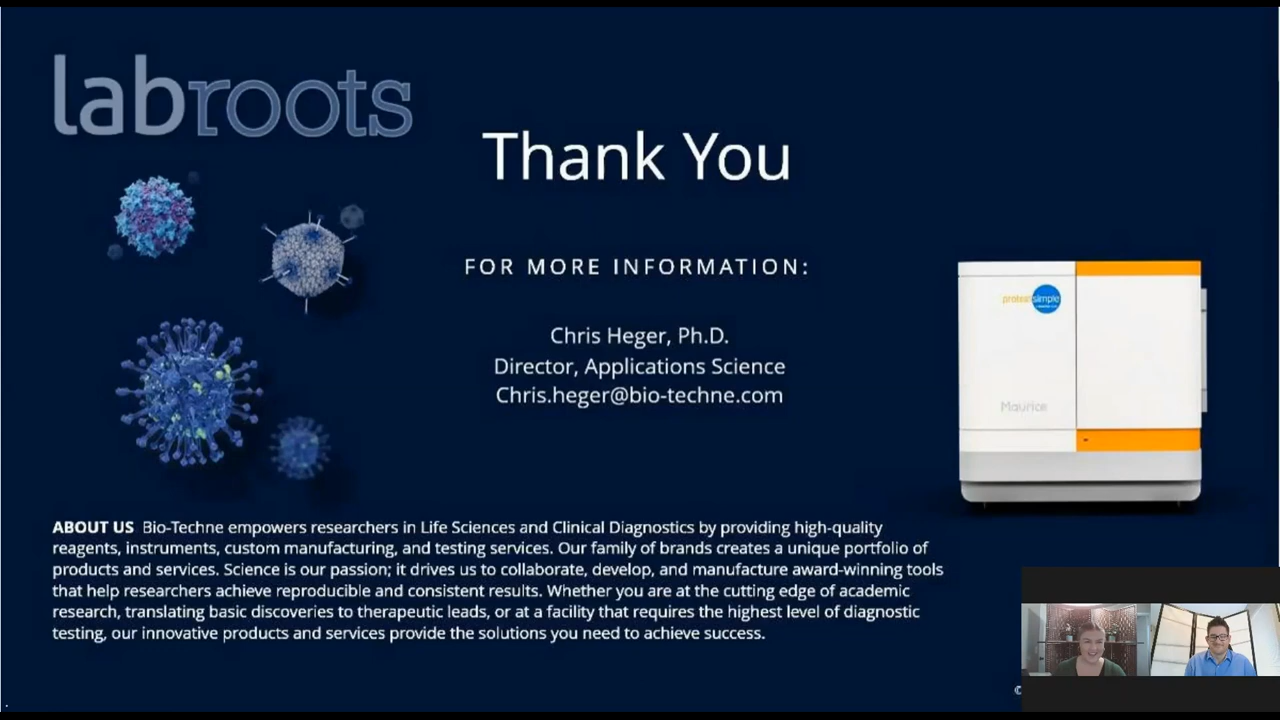 labroots
Thank You
FOR MORE INFORMATION:
Chris Heger, Ph.D.
Director, Applications Science
Chris.heger@bio-techne.com
proteinsimple
Maurice
ABOUT US Bio-Techne empowers researchers in Life Sciences and Clinical Diagnostics by providing high-quality
reagents, instruments, custom manufacturing, and testing services. Our family of brands creates a unique portfolio of
products and services. Science is our passion; it drives us to collaborate, develop, and manufacture award-winning tools
that help researchers achieve reproducible and consistent results. Whether you are at the cutting edge of academic
research, translating basic discoveries to therapeutic leads, or at a facility that requires the highest level of diagnostic
testing, our innovative products and services provide the solutions you need to achieve success.